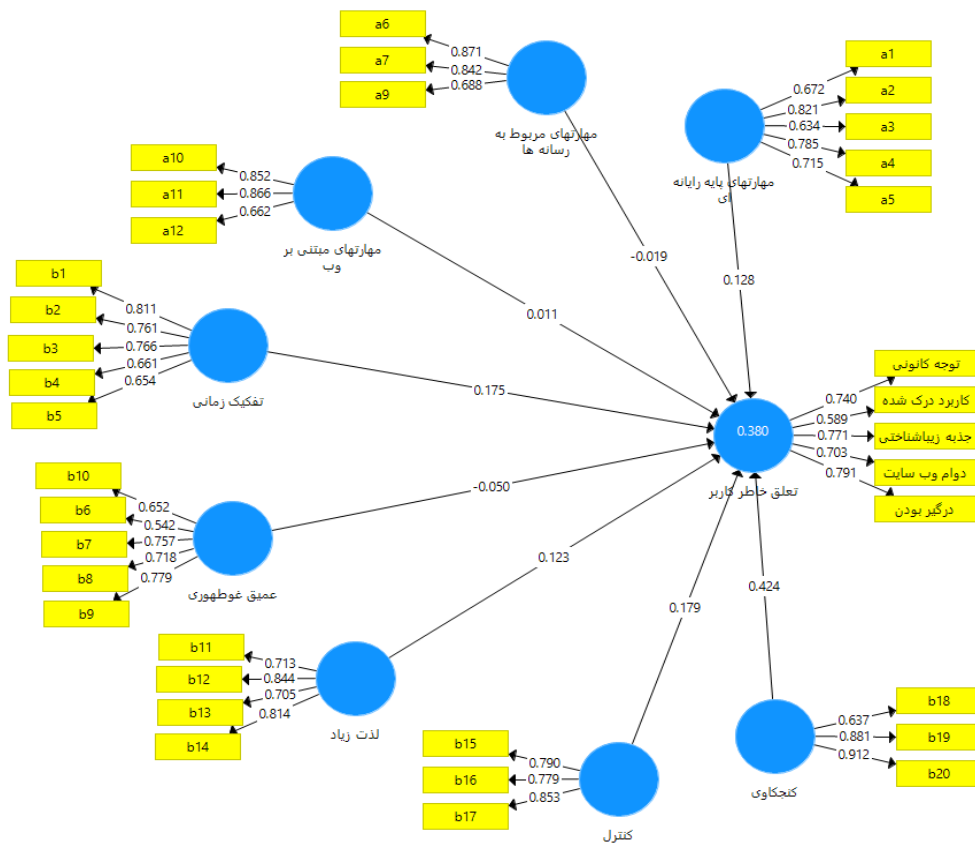 a6
a7
a9
0.871
0.842
0.688
مهارتهای مربوط به
رسانه ها
a1
a2
a3
a4
a5
0.672
0.821
0.634
0.785
0.715
مهارتهای پایه رایانه
ای
a10
a11
a12
0.852
0.866
0.662
مهارتهای مبتنی بر
وب
-0.019
0.128
0.011
b1
b2
b3
b4
b5
0.811
0.761
0.766
0.661
0.654
تفکیک زمانی
0.175
0.380
تعلق خاطر کاربر
0.740
0.589
0.771
0.703
0.791
توجه کانونی
کاربرد درک شده
جذبه زیباشناختی
دوام وب سایت
درگیر بودن
b10
b6
b7
b8
b9
0.652
0.542
0.757
0.718
0.779
عمیق غوطهوری
-0.050
0.123
0.179
0.424
b11
b12
b13
b14
0.713
0.844
0.705
0.814
لذت زیاد
b15
b16
b17
0.790
0.779
0.853
کنترل
b18
b19
b20
0.637
0.881
0.912
کنجکاوی